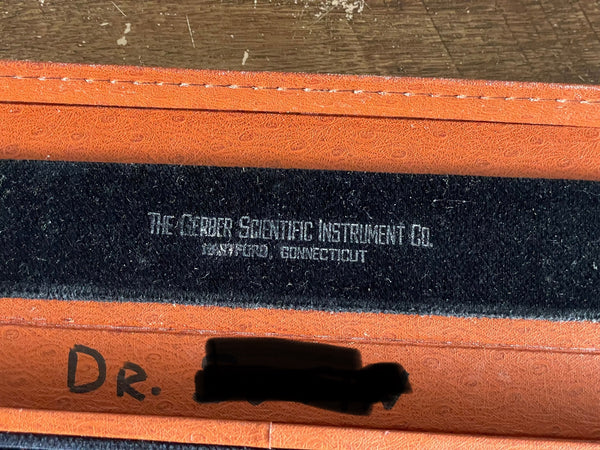 THE GERBER SCIENTIFIC INSTRUMENT CO.
HARTFORD, CONNECTICUT
DR.